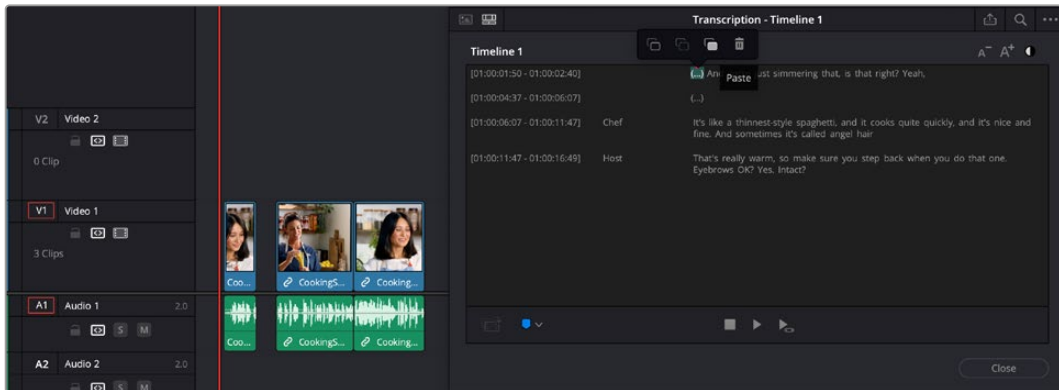 Transcription - Timeline 1
Timeline 1
A- A+
Paste
[01:00:01:50 - 01:00:02:40] (...) An ust simmering that, is that right? Yeah,
[01:00:04:37 - 01:00:06:07] (...)
[01:00:06:07 - 01:00:11:47] Chef It's like a thinnest-style spaghetti, and it cooks quite quickly, and it's nice and
fine. And sometimes it's called angel hair
[01:00:11:47 - 01:00:16:49] Host That's really warm, so make sure you step back when you do that one.
Eyebrows OK? Yes. Intact?
Close
V2 Video 2
0 Clip
V1 Video 1
3 Clips
Coo... CookingS... Cooking...
A1 Audio 1 2.0
S M
Coo... CookingS... Cooking...
A2 Audio 2 2.0
S M